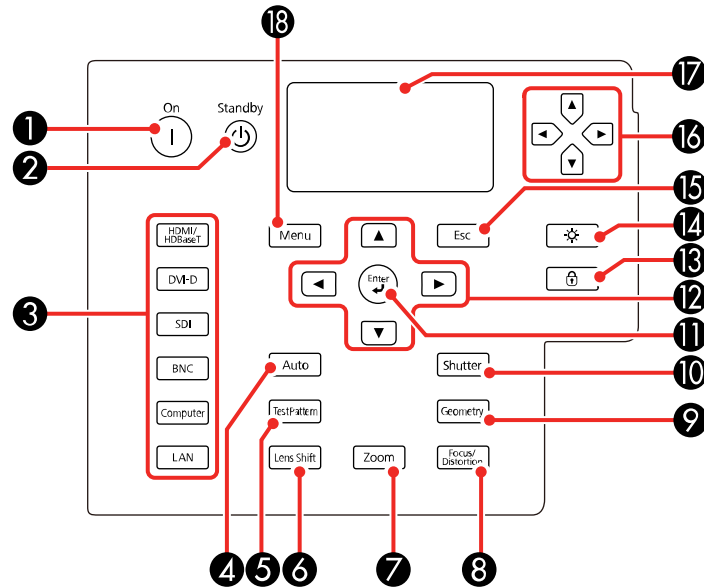 18
17
On
Standby
1
2
16
15
HDMI/
HDBaseT
Menu
Esc
14
DVI-D
Enter
13
3
12
SDI
11
BNC
Auto
Shutter
10
Computer
TestPattern
Geometry
9
LAN
Lens Shift
Zoom
Focus/
Distortion
4
5
6
7
8